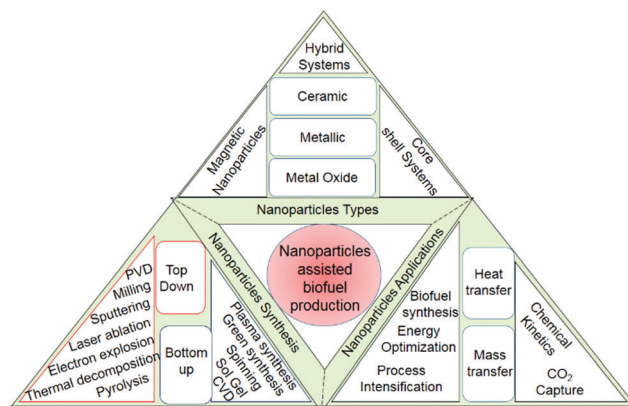 Hybrid
Systems
Ceramic
Metallic
Metal Oxide
Magnetic
Nanoparticles
Core
shell Systems
Nanoparticles Types
Nanoparticles Synthesis
Nanoparticles
assisted
biofuel
production
Nanoparticles Applications
PVD
Milling
Sputtering
Laser ablation
Electron explosion
Thermal decomposition
Pyrolysis
Top
Down
Bottom
up
Plasma synthesis
Green synthesis
Spinning
Sol Gel
CVD
Biofuel
synthesis
Energy
Optimization
Process
Intensification
Heat
transfer
Mass
transfer
Chemical
Kinetics
CO₂
Capture